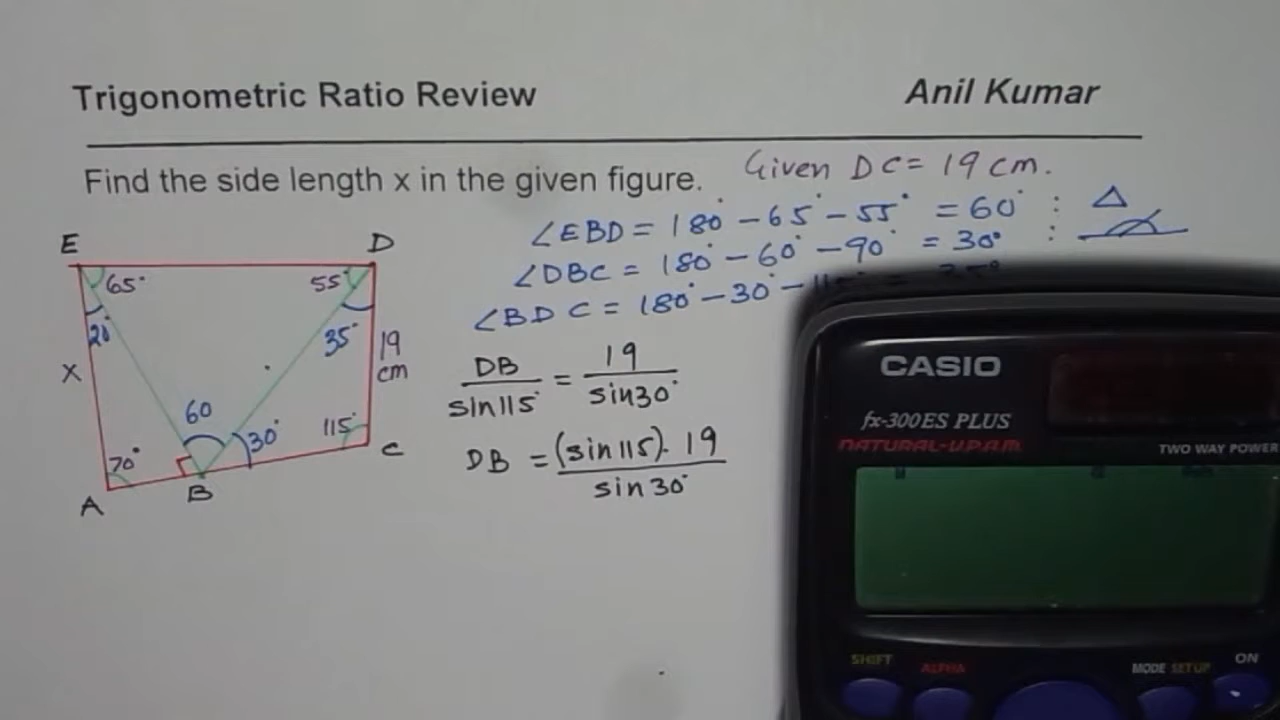 Trigonometric Ratio Review
Anil Kumar
Find the side length x in the given figure.
Given DC = 19 cm.
∠EBD = 180° - 65° - 55° = 60° : △
∠DBC = 180° - 60° - 90° = 30° :
∠BDC = 180° - 30° - = 35°
E
D
65°
55°
20°
35°
19
cm
x
60
30°
115°
70°
A
B
C
DB / sin115° = 19 / sin30°
DB = (sin115°) · 19 / sin30°
CASIO
fx-300ES PLUS
NATURAL-V.P.A.M.
TWO WAY POWER
SHIFT
ALPHA
MODE SETUP
ON